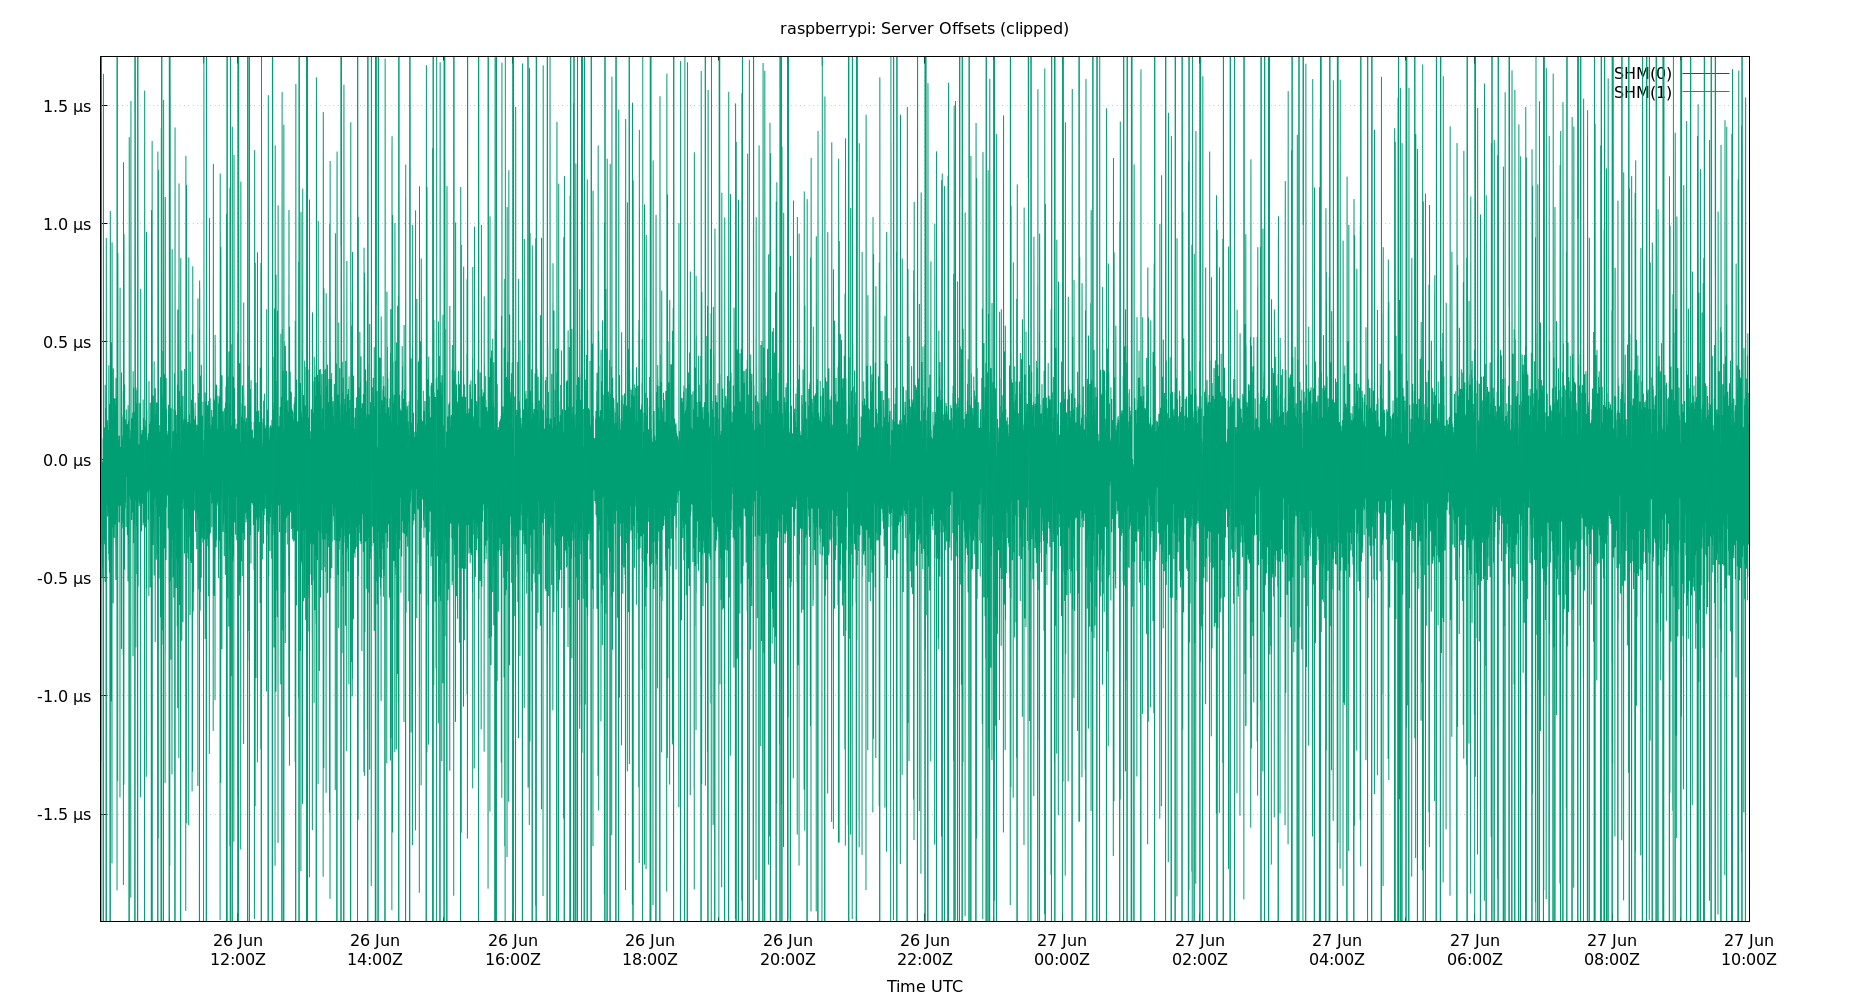 raspberrypi: Server Offsets (clipped)
SHM(0)
SHM(1)
1.5 µs
1.0 µs
0.5 µs
0.0 µs
-0.5 µs
-1.0 µs
-1.5 µs
26 Jun 26 Jun 26 Jun 26 Jun 26 Jun 26 Jun 27 Jun 27 Jun 27 Jun 27 Jun 27 Jun 27 Jun
12:00Z 14:00Z 16:00Z 18:00Z 20:00Z 22:00Z 00:00Z 02:00Z 04:00Z 06:00Z 08:00Z 10:00Z
Time UTC